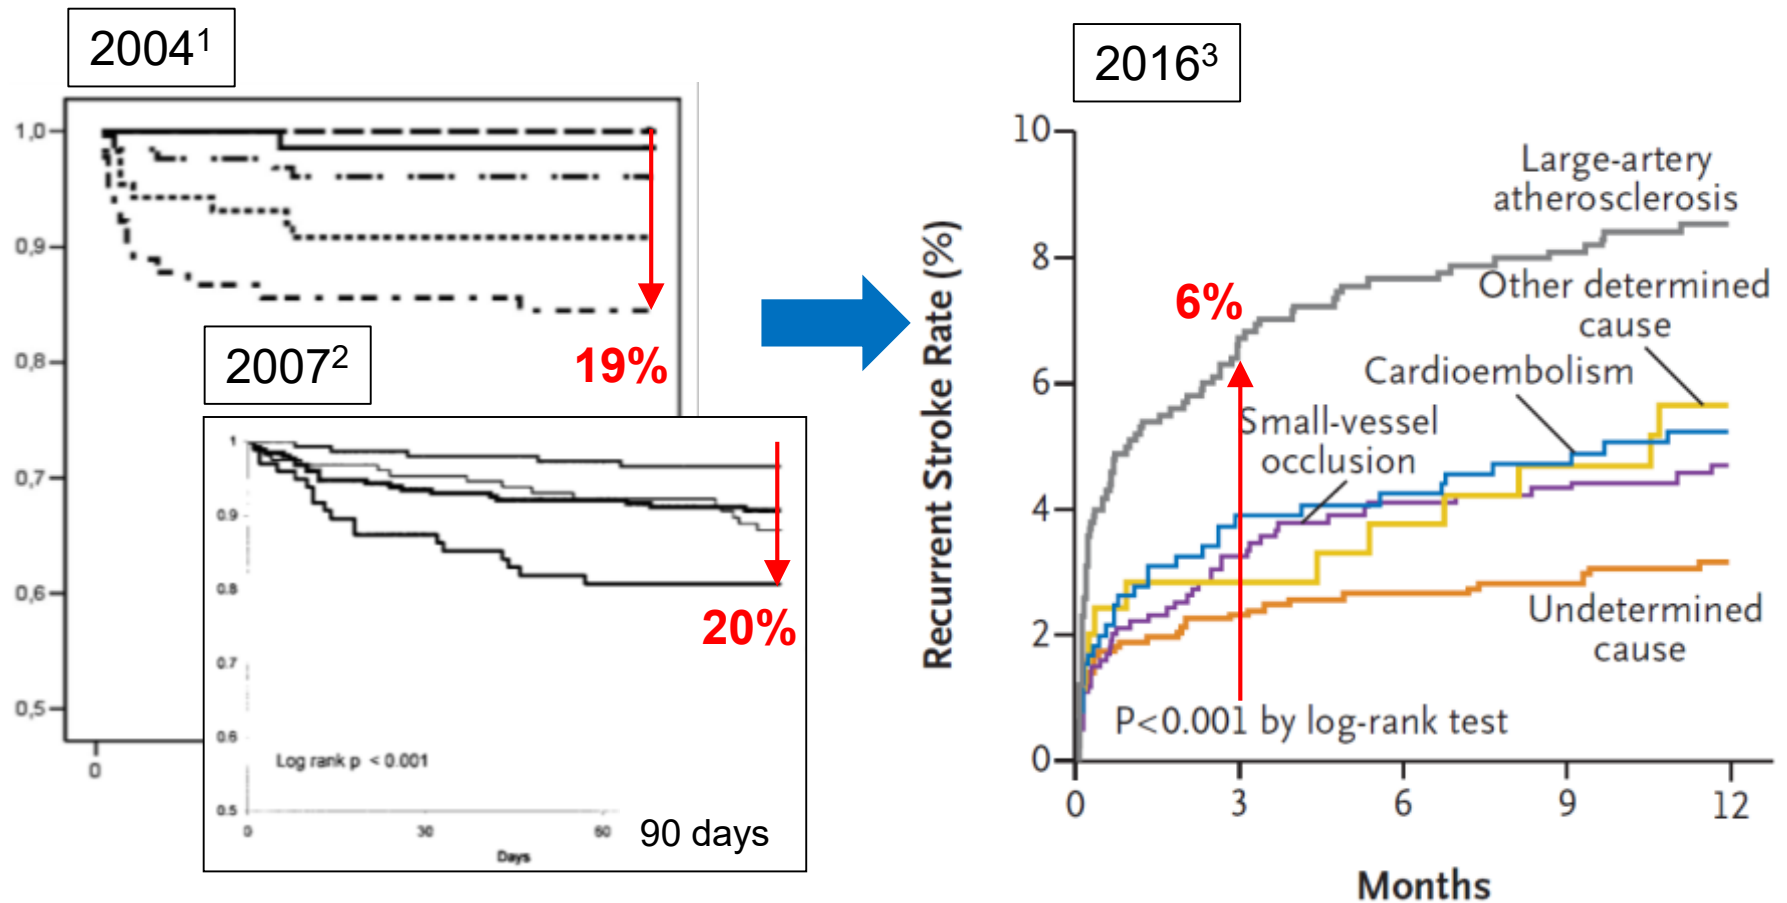 2004¹
1,0
0,9
0,8
0,7
0,6
0,5
0
19%
2007²
1
0.9
0.8
0.7
0.6
0.5
0
30
60
90 days
Days
Log rank p < 0.001
20%
2016³
Recurrent Stroke Rate (%)
10
8
6
4
2
0
Large-artery
atherosclerosis
Other determined
cause
6%
Cardioembolism
Small-vessel
occlusion
Undetermined
cause
P<0.001 by log-rank test
0
3
6
9
12
Months